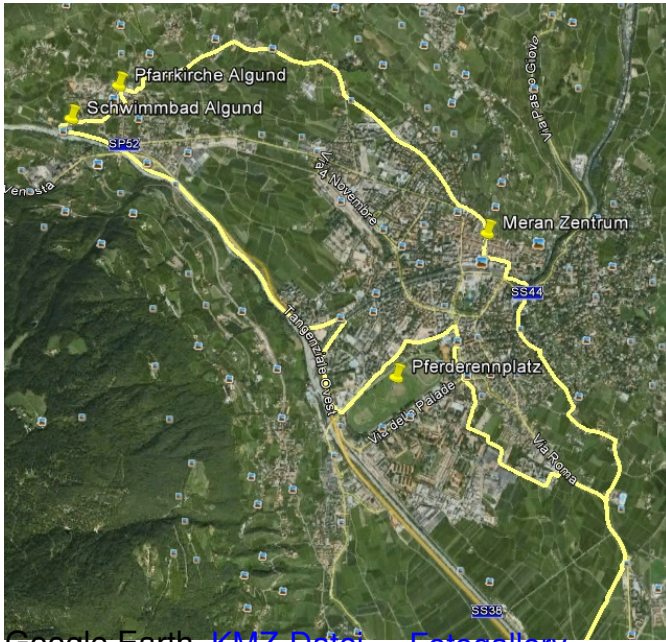 Via Passo Giovo
Pfarrkirche Algund
Schwimmbad Algund
SP52
Venosta
Via 4 Novembre
Meran Zentrum
SS44
Tangenziale Ovest
Pferderennplatz
Via delle Palade
Via Roma
SS38
Google Earth KMZ Datei Fotogallery